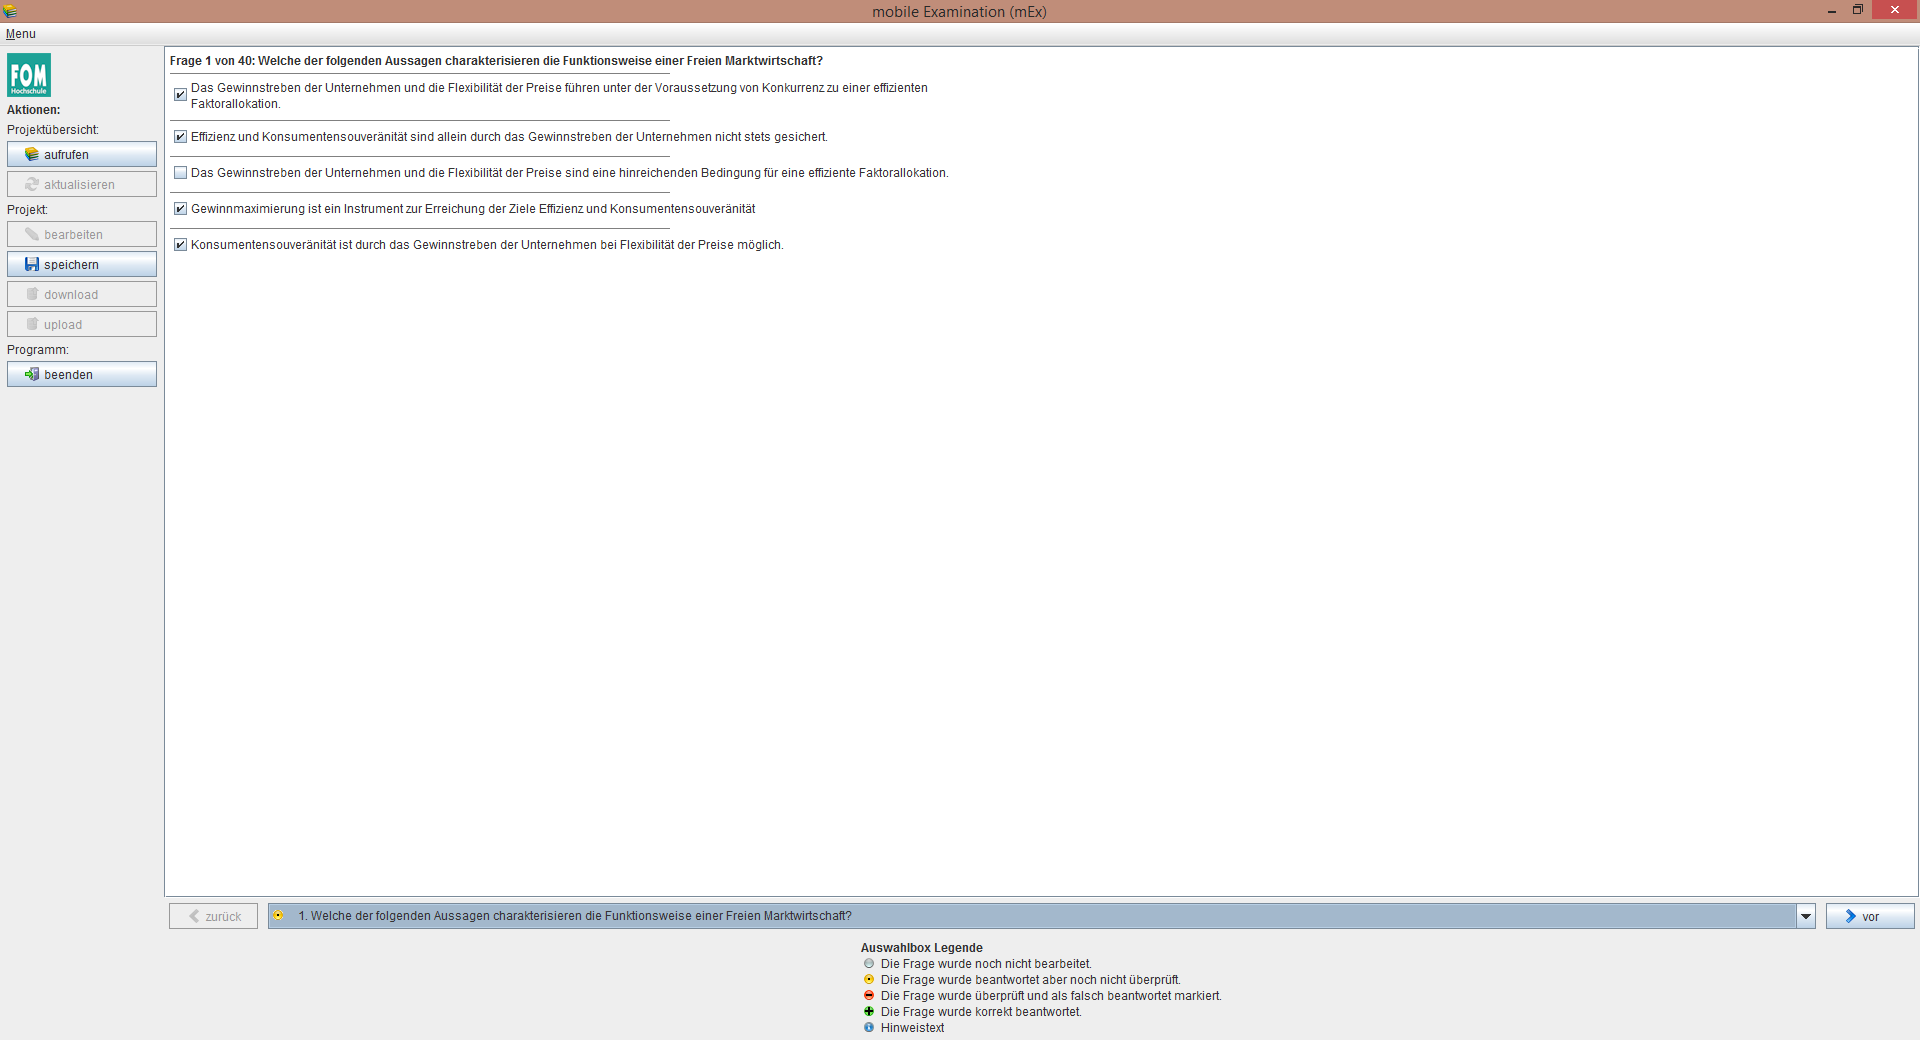 mobile Examination (mEx)
Menu
FOM
Hochschule
Aktionen:
Projektübersicht:
aufrufen
aktualisieren
Projekt:
bearbeiten
speichern
download
upload
Programm:
beenden
Frage 1 von 40: Welche der folgenden Aussagen charakterisieren die Funktionsweise einer Freien Marktwirtschaft?
Das Gewinnstreben der Unternehmen und die Flexibilität der Preise führen unter der Voraussetzung von Konkurrenz zu einer effizienten
Faktorallokation.
Effizienz und Konsumentensouveränität sind allein durch das Gewinnstreben der Unternehmen nicht stets gesichert.
Das Gewinnstreben der Unternehmen und die Flexibilität der Preise sind eine hinreichenden Bedingung für eine effiziente Faktorallokation.
Gewinnmaximierung ist ein Instrument zur Erreichung der Ziele Effizienz und Konsumentensouveränität
Konsumentensouveränität ist durch das Gewinnstreben der Unternehmen bei Flexibilität der Preise möglich.
zurück
1. Welche der folgenden Aussagen charakterisieren die Funktionsweise einer Freien Marktwirtschaft?
vor
Auswahlbox Legende
Die Frage wurde noch nicht bearbeitet.
Die Frage wurde beantwortet aber noch nicht überprüft.
Die Frage wurde überprüft und als falsch beantwortet markiert.
Die Frage wurde korrekt beantwortet.
Hinweistext